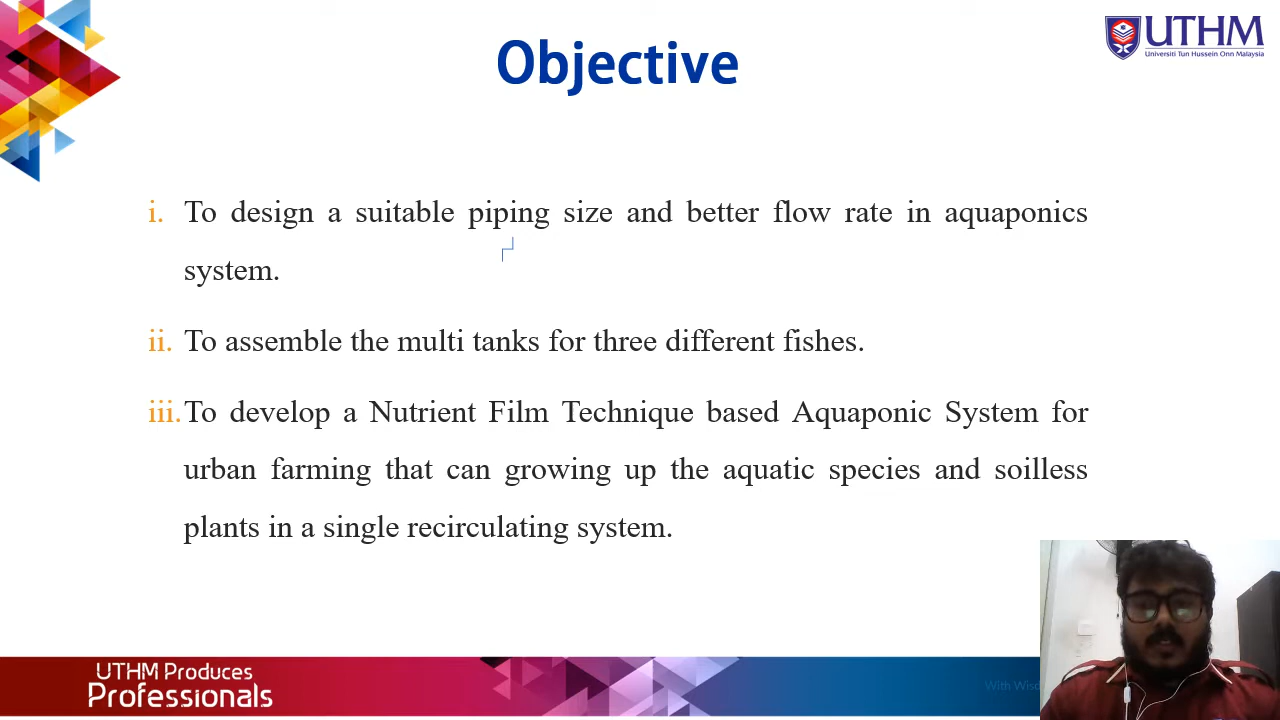 UTHM
Universiti Tun Hussein Onn Malaysia
Objective
i. To design a suitable piping size and better flow rate in aquaponics
system.
ii. To assemble the multi tanks for three different fishes.
iii. To develop a Nutrient Film Technique based Aquaponic System for
urban farming that can growing up the aquatic species and soilless
plants in a single recirculating system.
UTHM Produces
Professionals
With